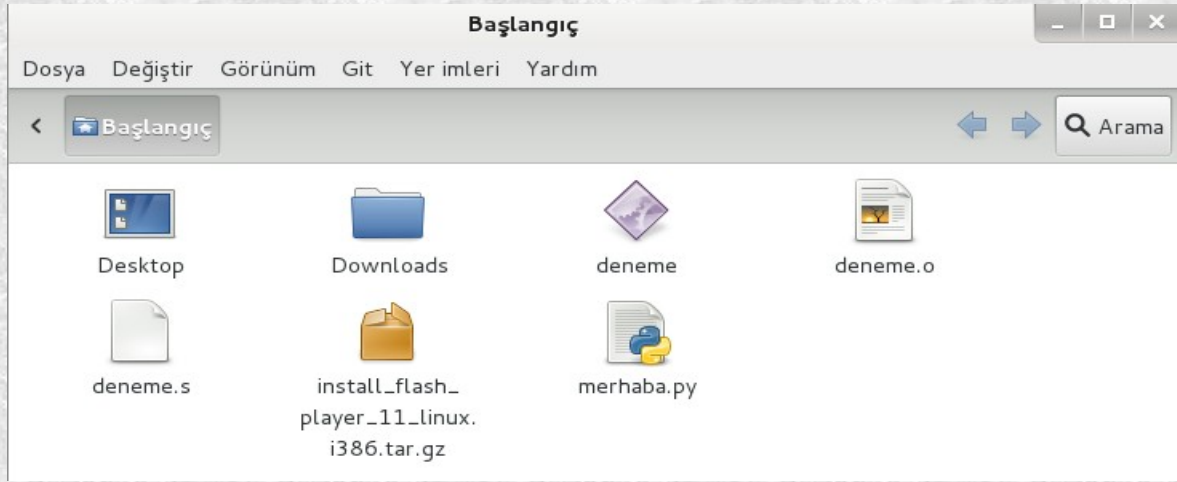 Başlangıç
Dosya Değiştir Görünüm Git Yer imleri Yardım
Başlangıç
Arama
Desktop
Downloads
deneme
deneme.o
deneme.s
install_flash_
player_11_linux.
i386.tar.gz
merhaba.py